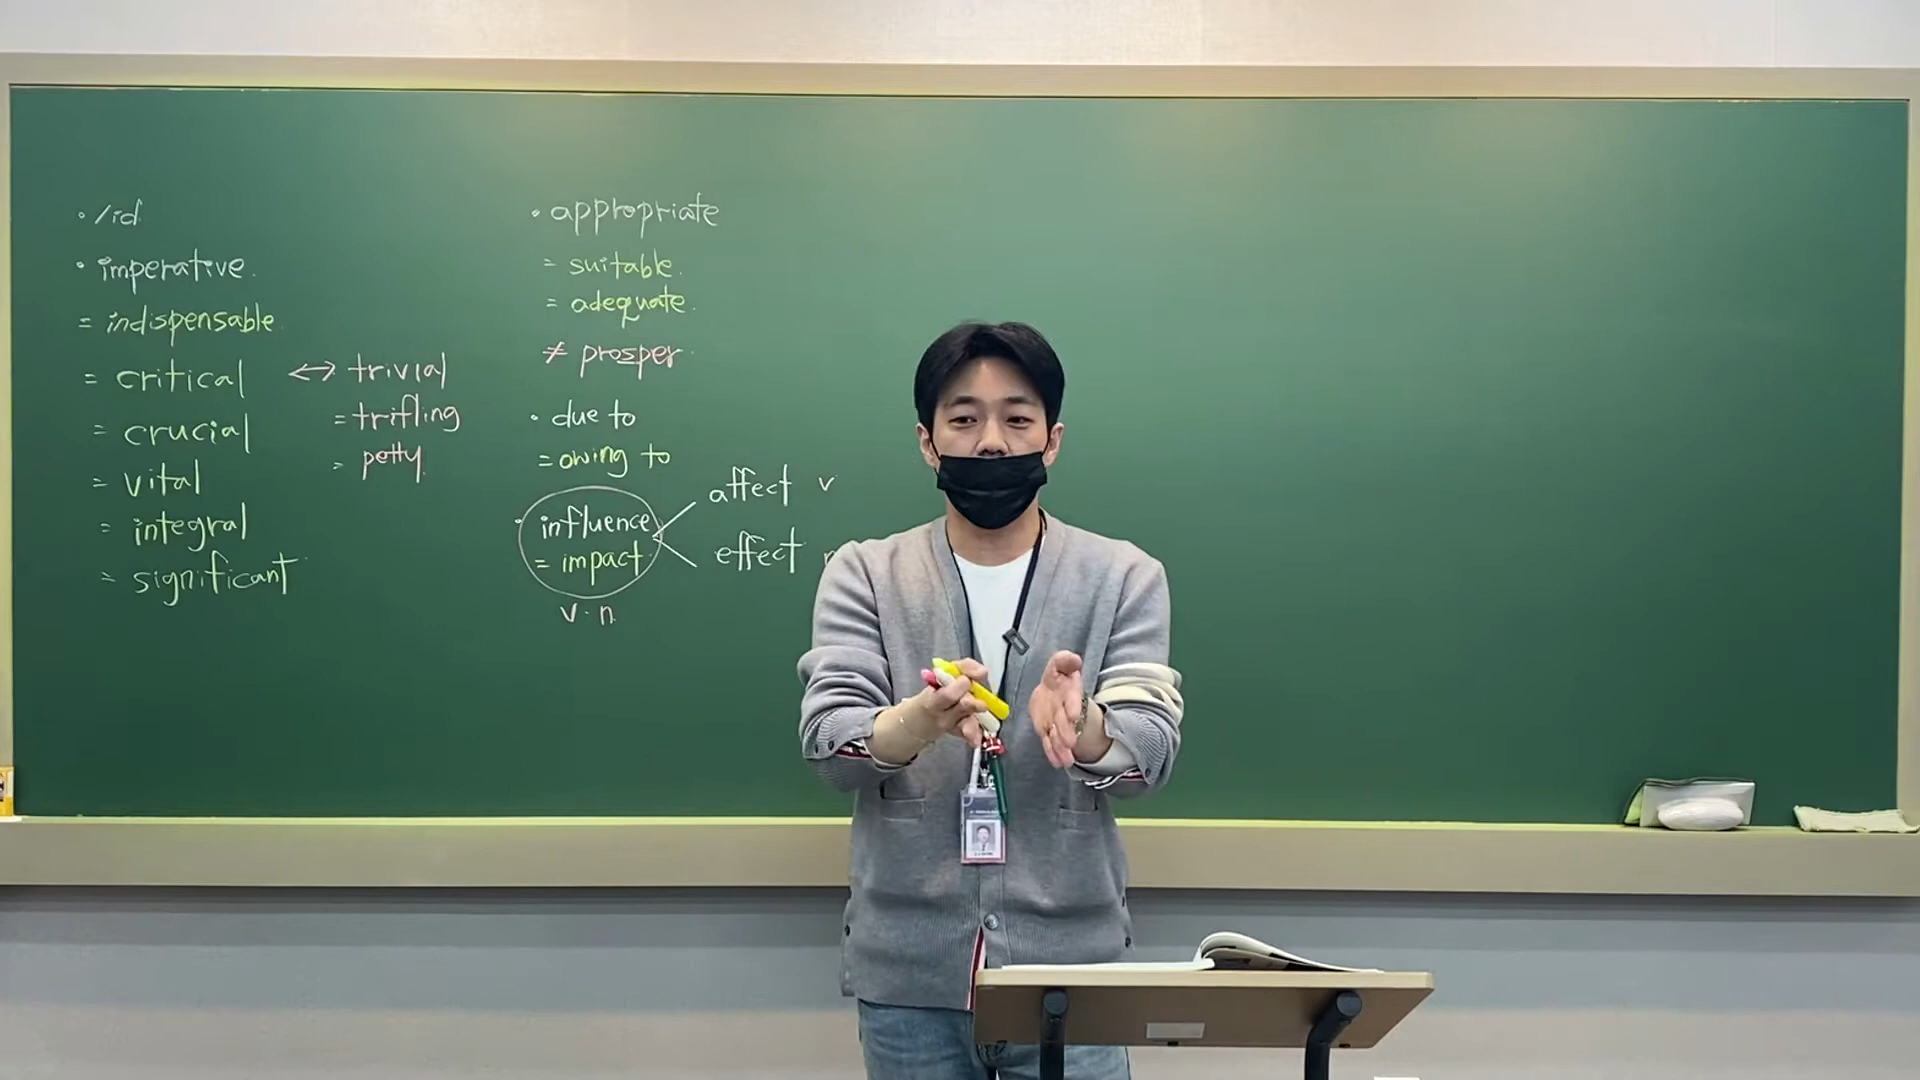 · /id
· imperative.
= indispensable.
= critical ↔ trivial
= trifling
= petty.
= crucial
= vital
= integral
= significant
· appropriate
= suitable.
= adequate.
≠ prosper.
· due to
= owing to
· influence
= impact
v · n.
affect v
effect